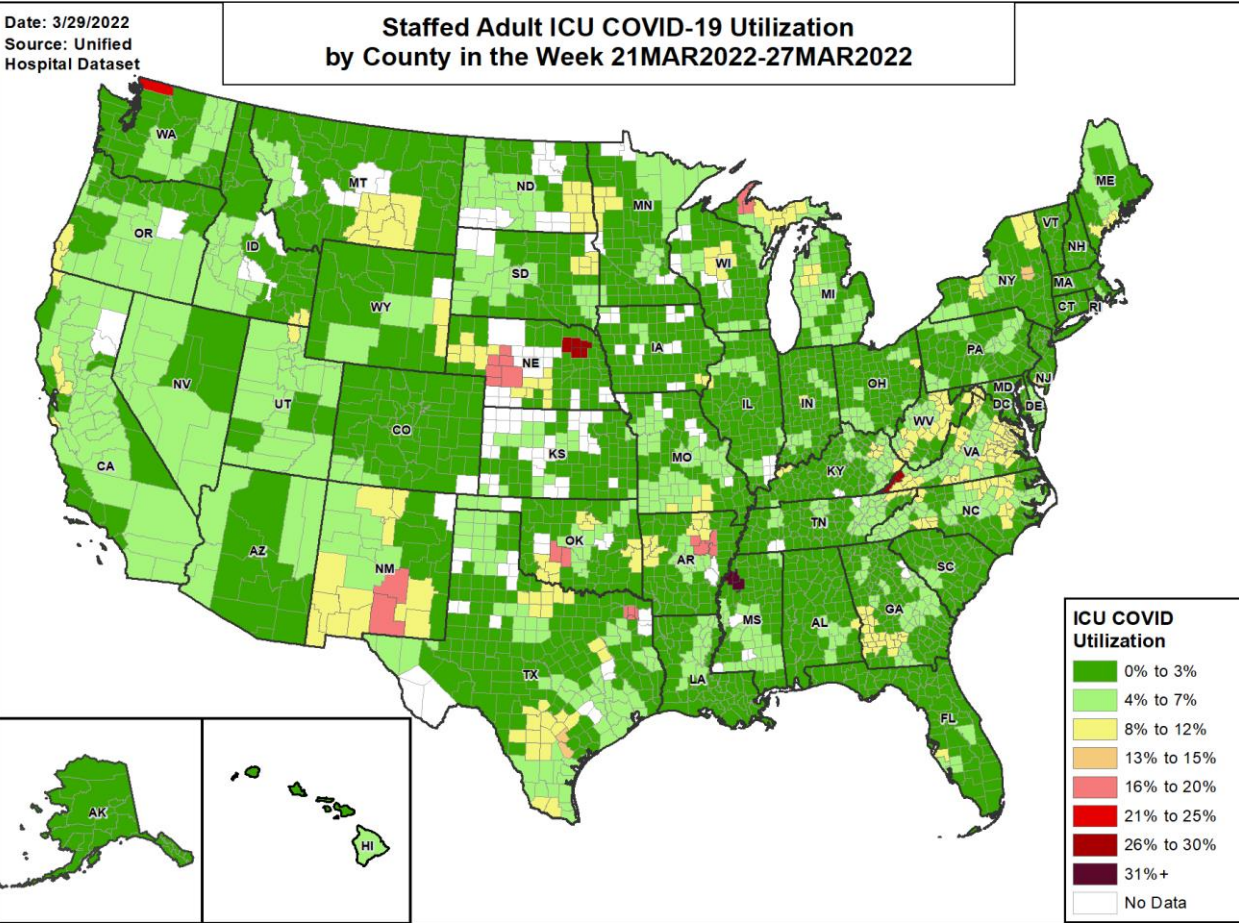 Date: 3/29/2022
Source: Unified
Hospital Dataset
Staffed Adult ICU COVID-19 Utilization
by County in the Week 21MAR2022-27MAR2022
WA
MT
ND
MN
ME
OR
ID
SD
WI
MI
NY
VT
NH
MA
CT
RI
WY
IA
PA
NJ
NE
NV
UT
CO
IL
IN
OH
MD
DC
DE
WV
VA
CA
KS
MO
KY
AZ
NM
OK
AR
TN
NC
SC
MS
AL
GA
TX
LA
FL
AK
HI
ICU COVID
Utilization
0% to 3%
4% to 7%
8% to 12%
13% to 15%
16% to 20%
21% to 25%
26% to 30%
31%+
No Data